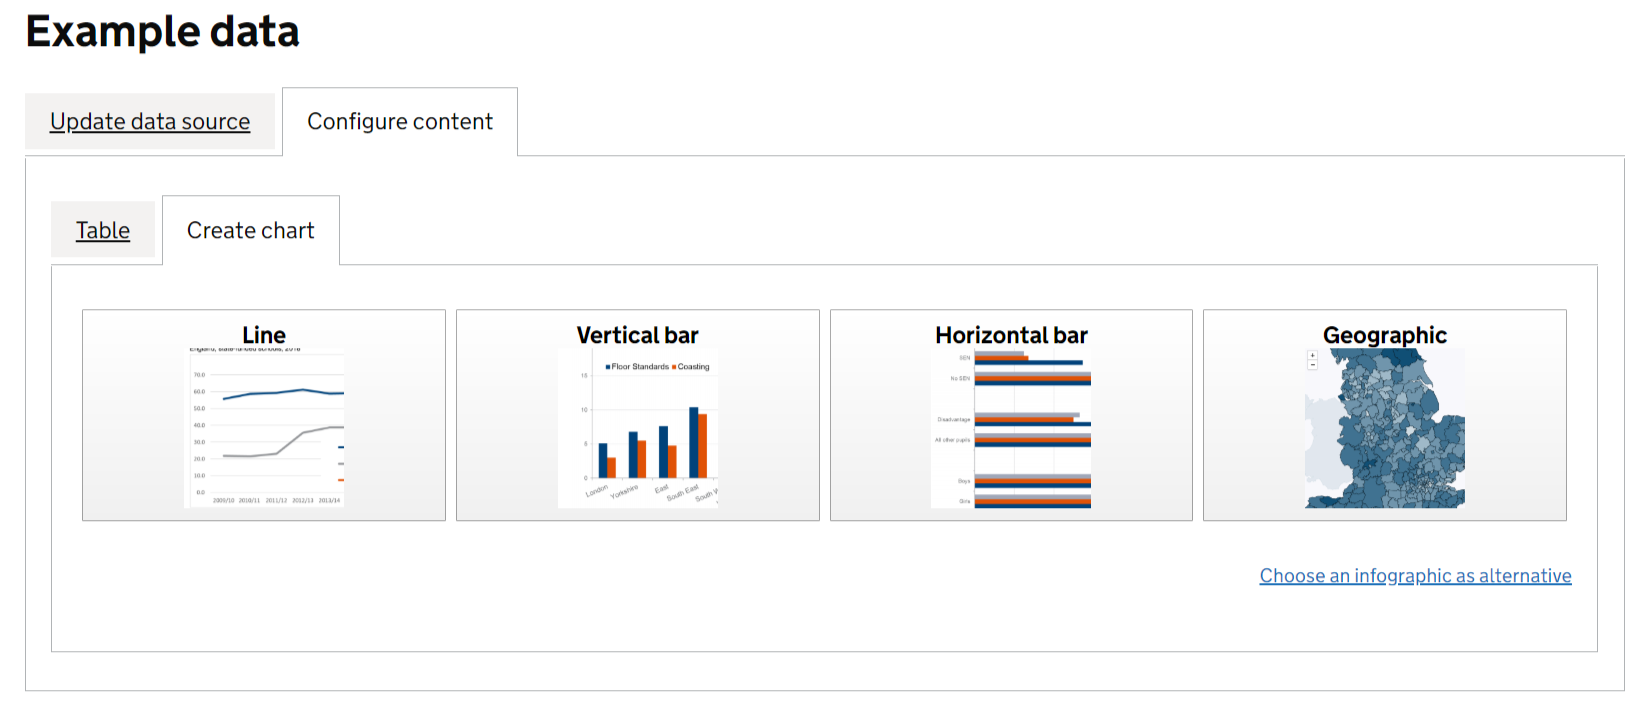 Example data
Update data source
Configure content
Table
Create chart
Line
England, state-funded schools, 2016
70.0
60.0
50.0
40.0
30.0
20.0
10.0
0.0
2009/10 2010/11 2011/12 2012/13 2013/14
Vertical bar
Floor Standards Coasting
15
10
5
0
London Yorkshire East South East South W
Horizontal bar
SEN
No SEN
Disadvantage
All other pupils
Boys
Girls
Geographic
+
−
Choose an infographic as alternative